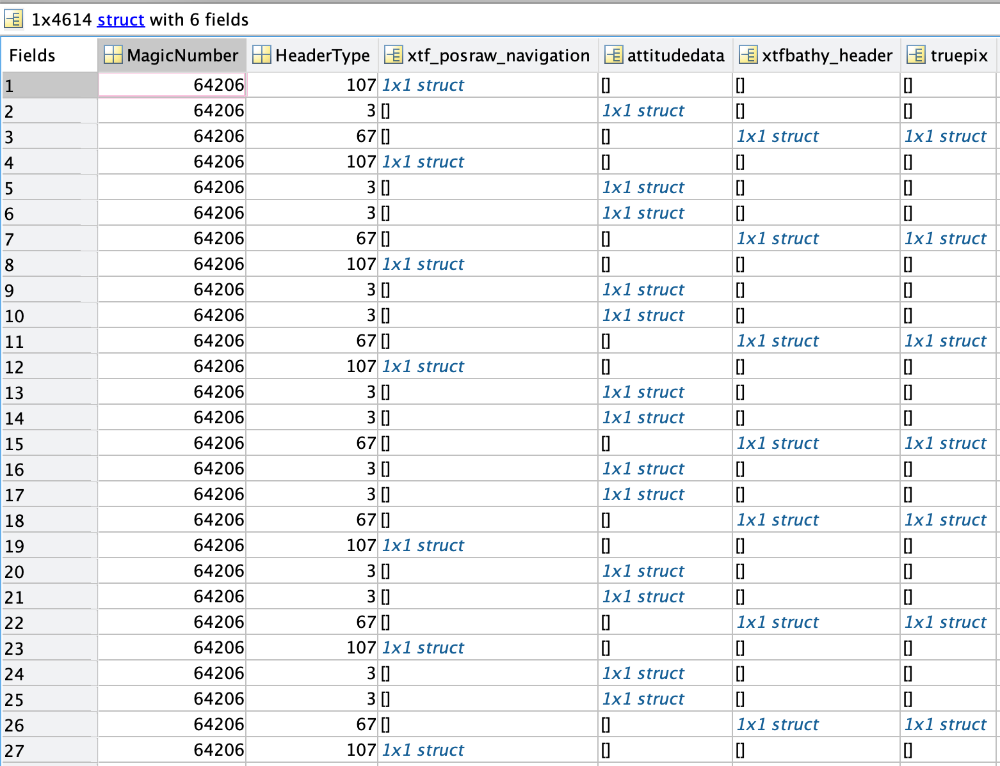 1x4614 struct with 6 fields
Fields MagicNumber HeaderType xtf_posraw_navigation attitudedata xtfbathy_header truepix
1 64206 107 1x1 struct [] [] []
2 64206 3 [] 1x1 struct [] []
3 64206 67 [] [] 1x1 struct 1x1 struct
4 64206 107 1x1 struct [] [] []
5 64206 3 [] 1x1 struct [] []
6 64206 3 [] 1x1 struct [] []
7 64206 67 [] [] 1x1 struct 1x1 struct
8 64206 107 1x1 struct [] [] []
9 64206 3 [] 1x1 struct [] []
10 64206 3 [] 1x1 struct [] []
11 64206 67 [] [] 1x1 struct 1x1 struct
12 64206 107 1x1 struct [] [] []
13 64206 3 [] 1x1 struct [] []
14 64206 3 [] 1x1 struct [] []
15 64206 67 [] [] 1x1 struct 1x1 struct
16 64206 3 [] 1x1 struct [] []
17 64206 3 [] 1x1 struct [] []
18 64206 67 [] [] 1x1 struct 1x1 struct
19 64206 107 1x1 struct [] [] []
20 64206 3 [] 1x1 struct [] []
21 64206 3 [] 1x1 struct [] []
22 64206 67 [] [] 1x1 struct 1x1 struct
23 64206 107 1x1 struct [] [] []
24 64206 3 [] 1x1 struct [] []
25 64206 3 [] 1x1 struct [] []
26 64206 67 [] [] 1x1 struct 1x1 struct
27 64206 107 1x1 struct [] [] []